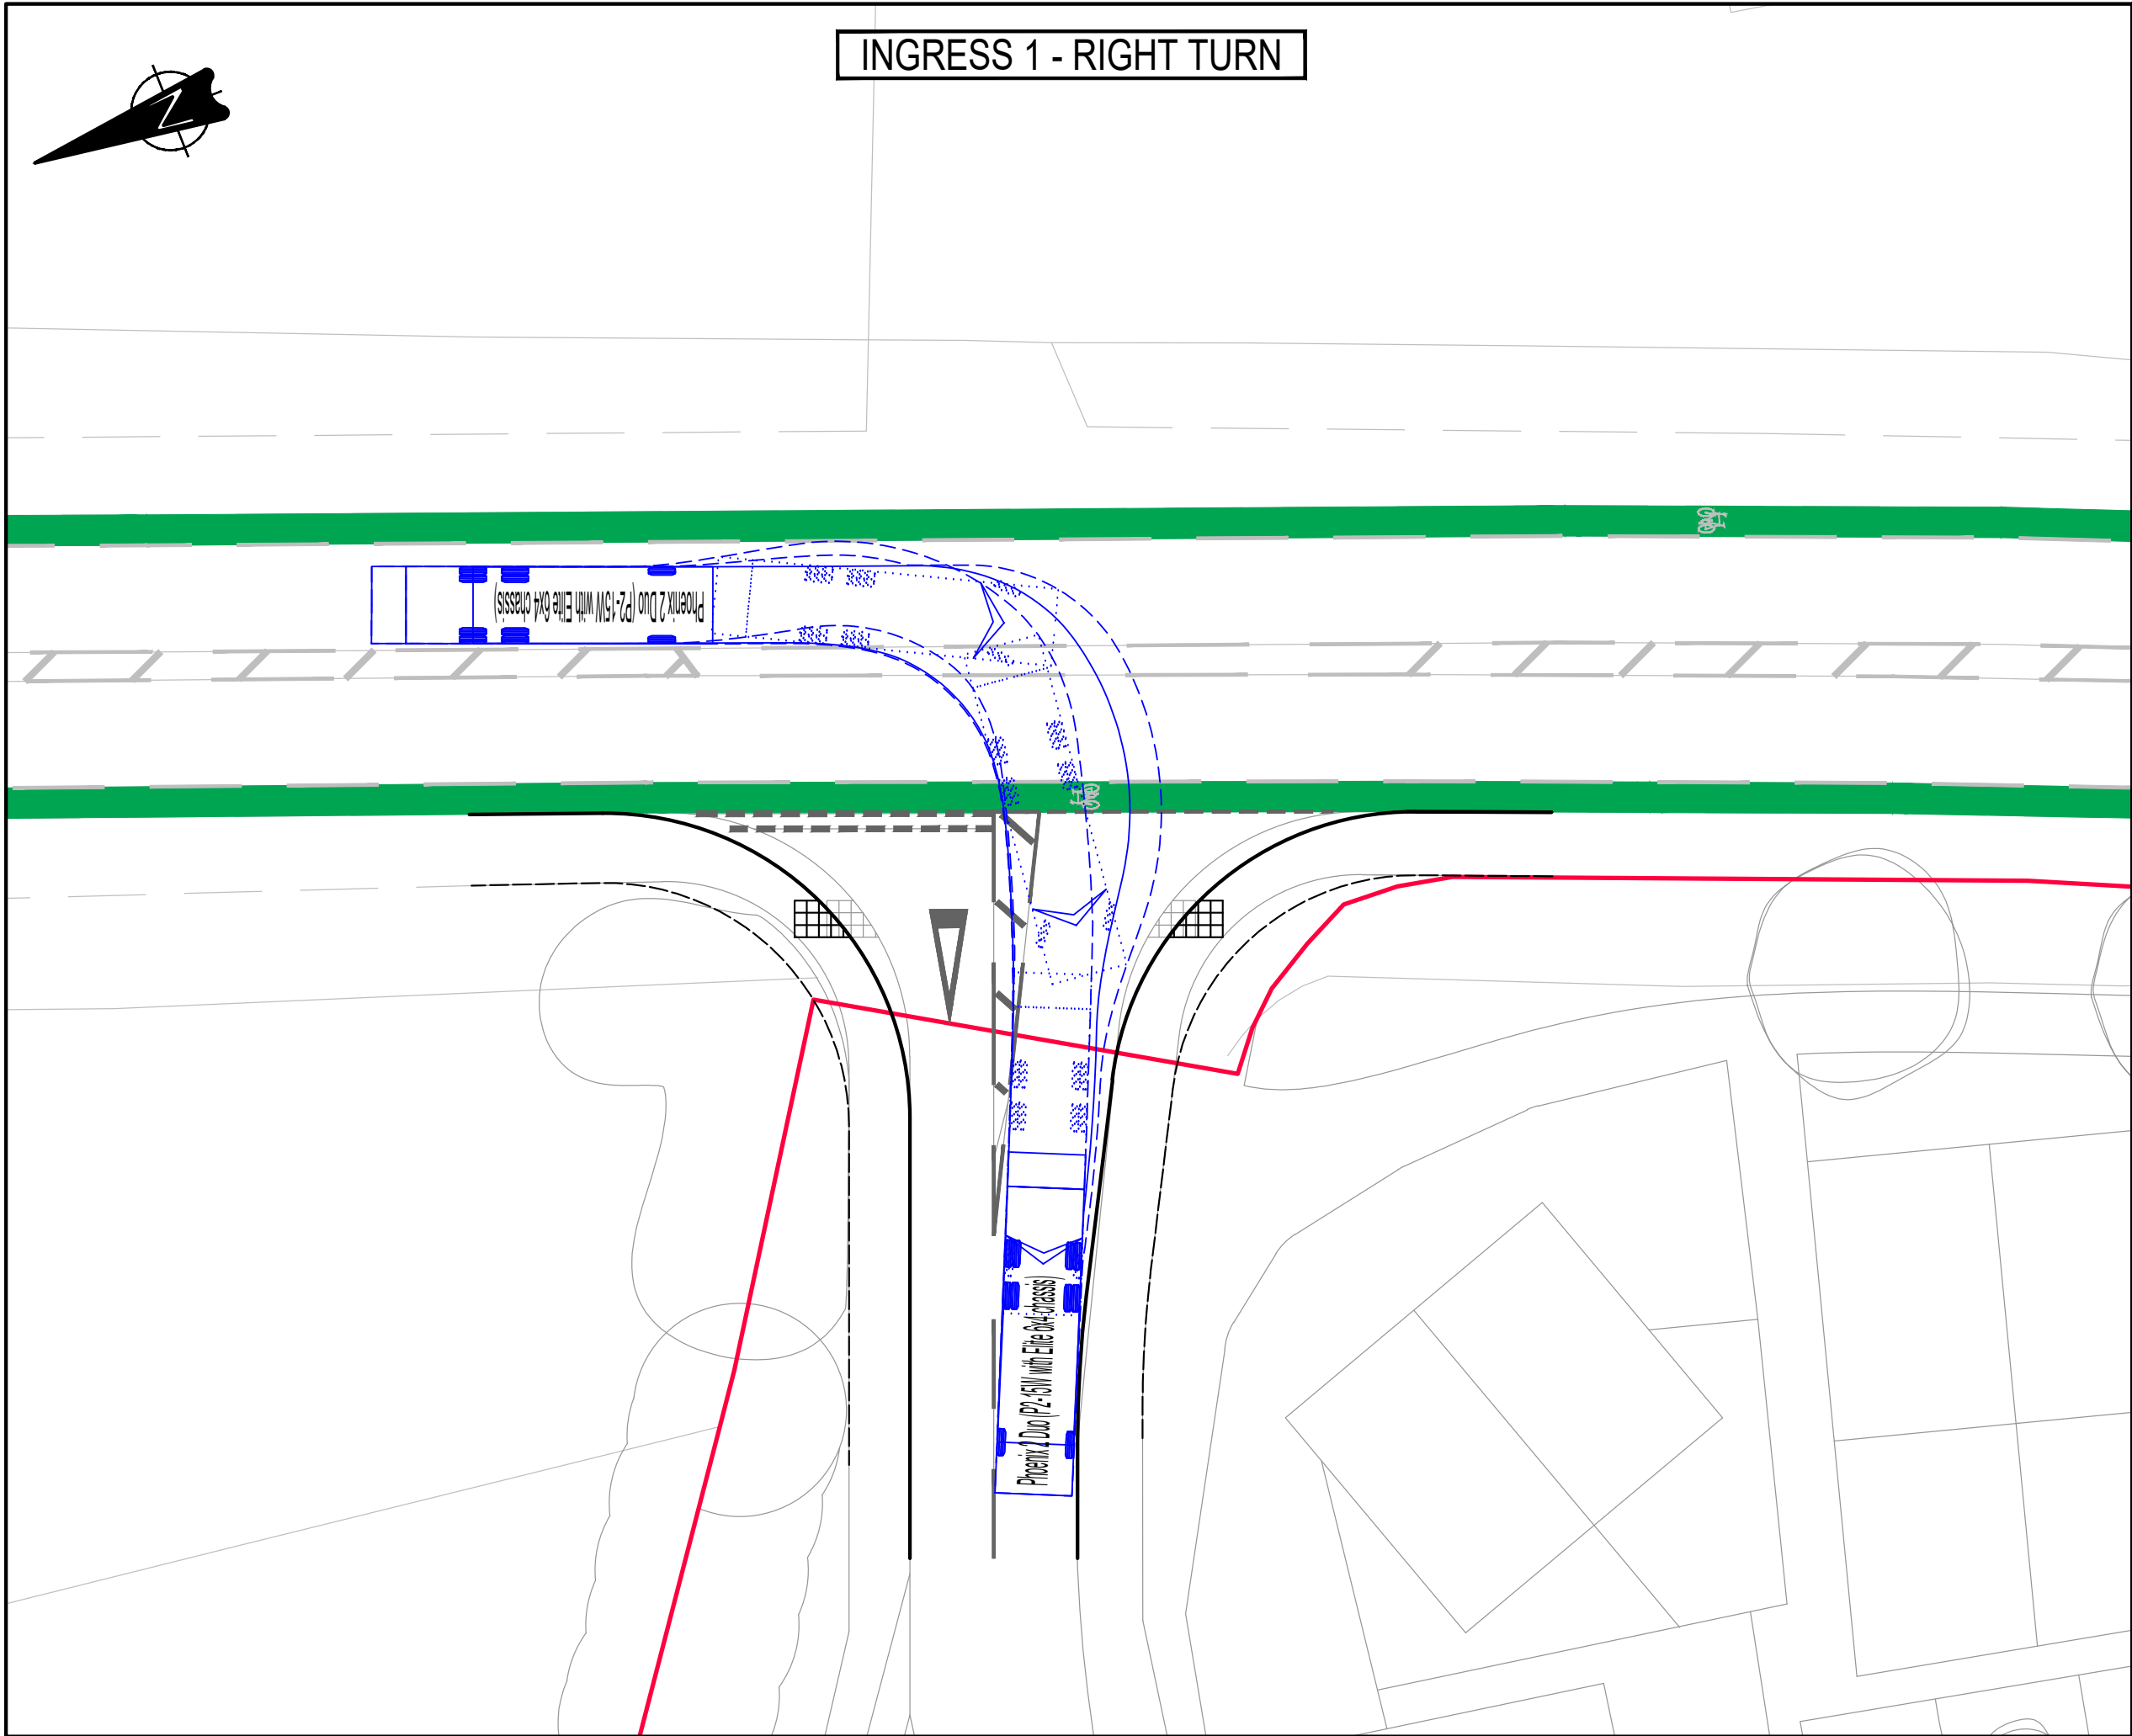 INGRESS 1 - RIGHT TURN
Phoenix 2 Duo (P2-15W with Elite 6x4 chassis)
Phoenix 2 Duo (P2-15W with Elite 6x4 chassis)